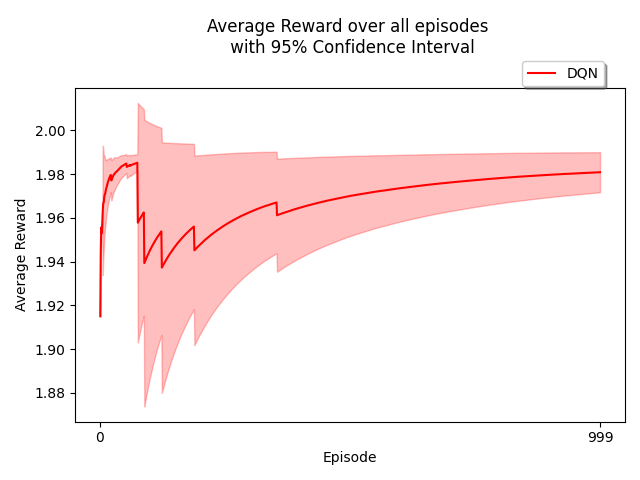 Average Reward over all episodes
with 95% Confidence Interval
DQN
2.00
1.98
1.96
1.94
1.92
1.90
1.88
Average Reward
0
999
Episode